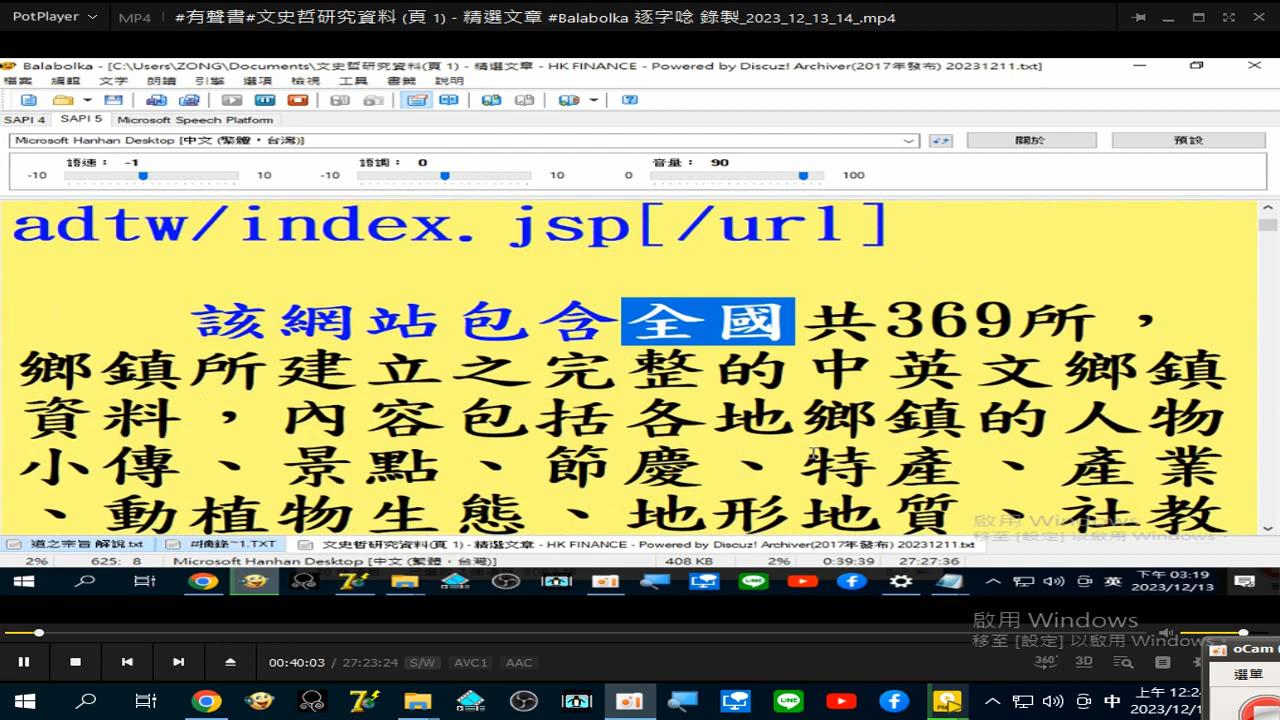 PotPlayer MP4 #有聲書#文史哲研究資料 (頁 1) - 精選文章 #Balabolka 逐字唸 錄製_2023_12_13_14_.mp4
Balabolka - [C:\Users\ZONG\Documents\文史哲研究資料(頁 1) - 精選文章 - HK FINANCE - Powered by Discuz! Archiver(2017年發布) 20231211.txt]
檔案 編輯 文字 朗讀 引擎 選項 檢視 工具 書籤 說明
SAPI 4 SAPI 5 Microsoft Speech Platform
Microsoft Hanhan Desktop [中文 (繁體，台灣)] 關於 預設
語速： -1 語調： 0 音量： 90
-10 10 -10 10 0 100
adtw/index.jsp[/url]
該網站包含全國共369所，
鄉鎮所建立之完整的中英文鄉鎮
資料，內容包括各地鄉鎮的人物
小傳、景點、節慶、特產、產業
、動植物生態、地形地質、社教
啟用 Windows
移至 [設定] 以啟用 Windows。
道之宗旨 解說.txt #摘錄~1.TXT 文史哲研究資料(頁 1) - 精選文章 - HK FINANCE - Powered by Discuz! Archiver(2017年發布) 20231211.txt
2% 625: 8 Microsoft Hanhan Desktop [中文 (繁體，台灣)] 408 KB 2% 0:39:39 27:27:36
英 下午 03:19
2023/12/13
啟用 Windows
移至 [設定] 以啟用 Windows。
00:40:03 / 27:23:24 S/W AVC1 AAC 360° 3D
oCam
選單
中 上午 12:2
2023/12/1